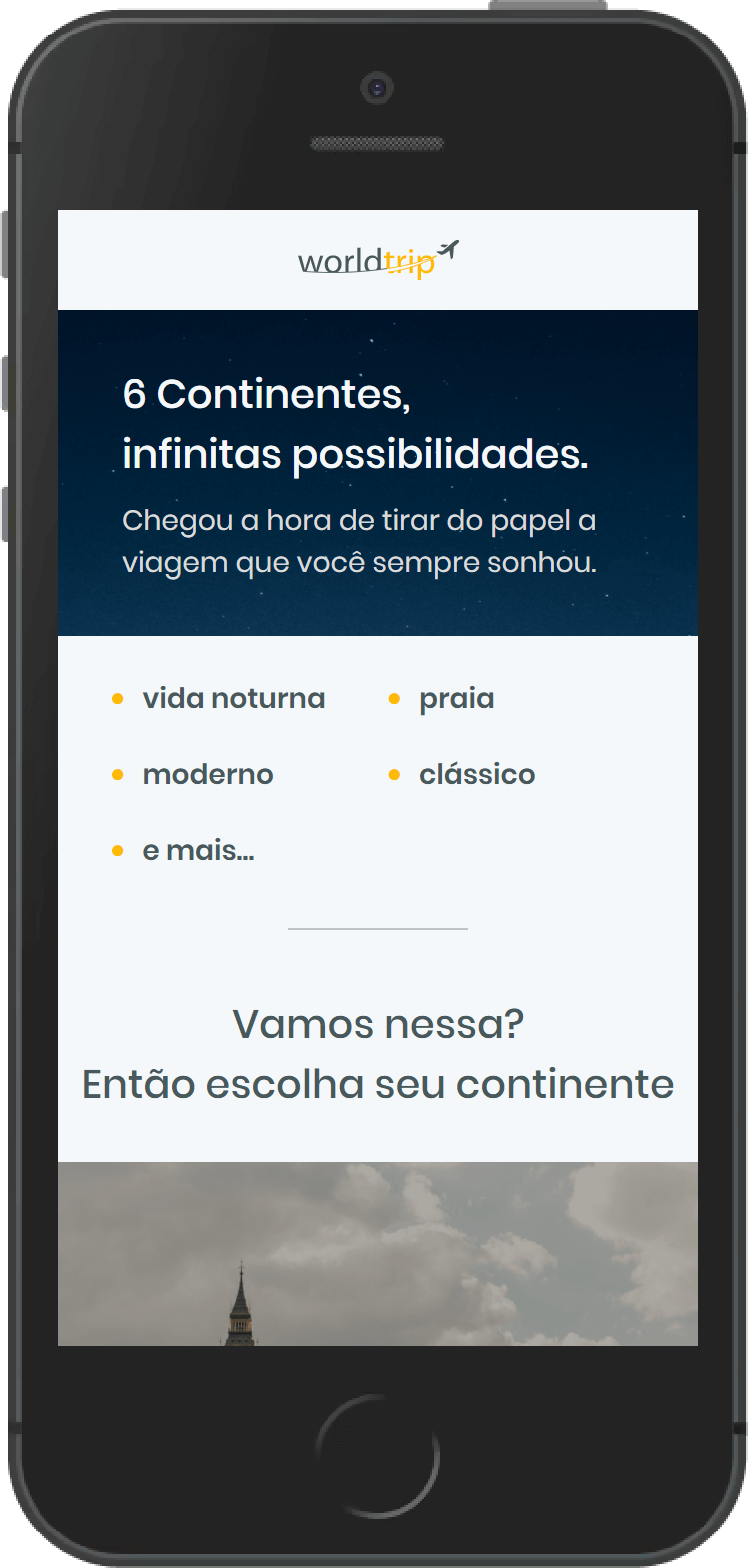 worldtrip
6 Continentes,
infinitas possibilidades.
Chegou a hora de tirar do papel a
viagem que você sempre sonhou.
vida noturna
praia
moderno
clássico
e mais...
Vamos nessa?
Então escolha seu continente